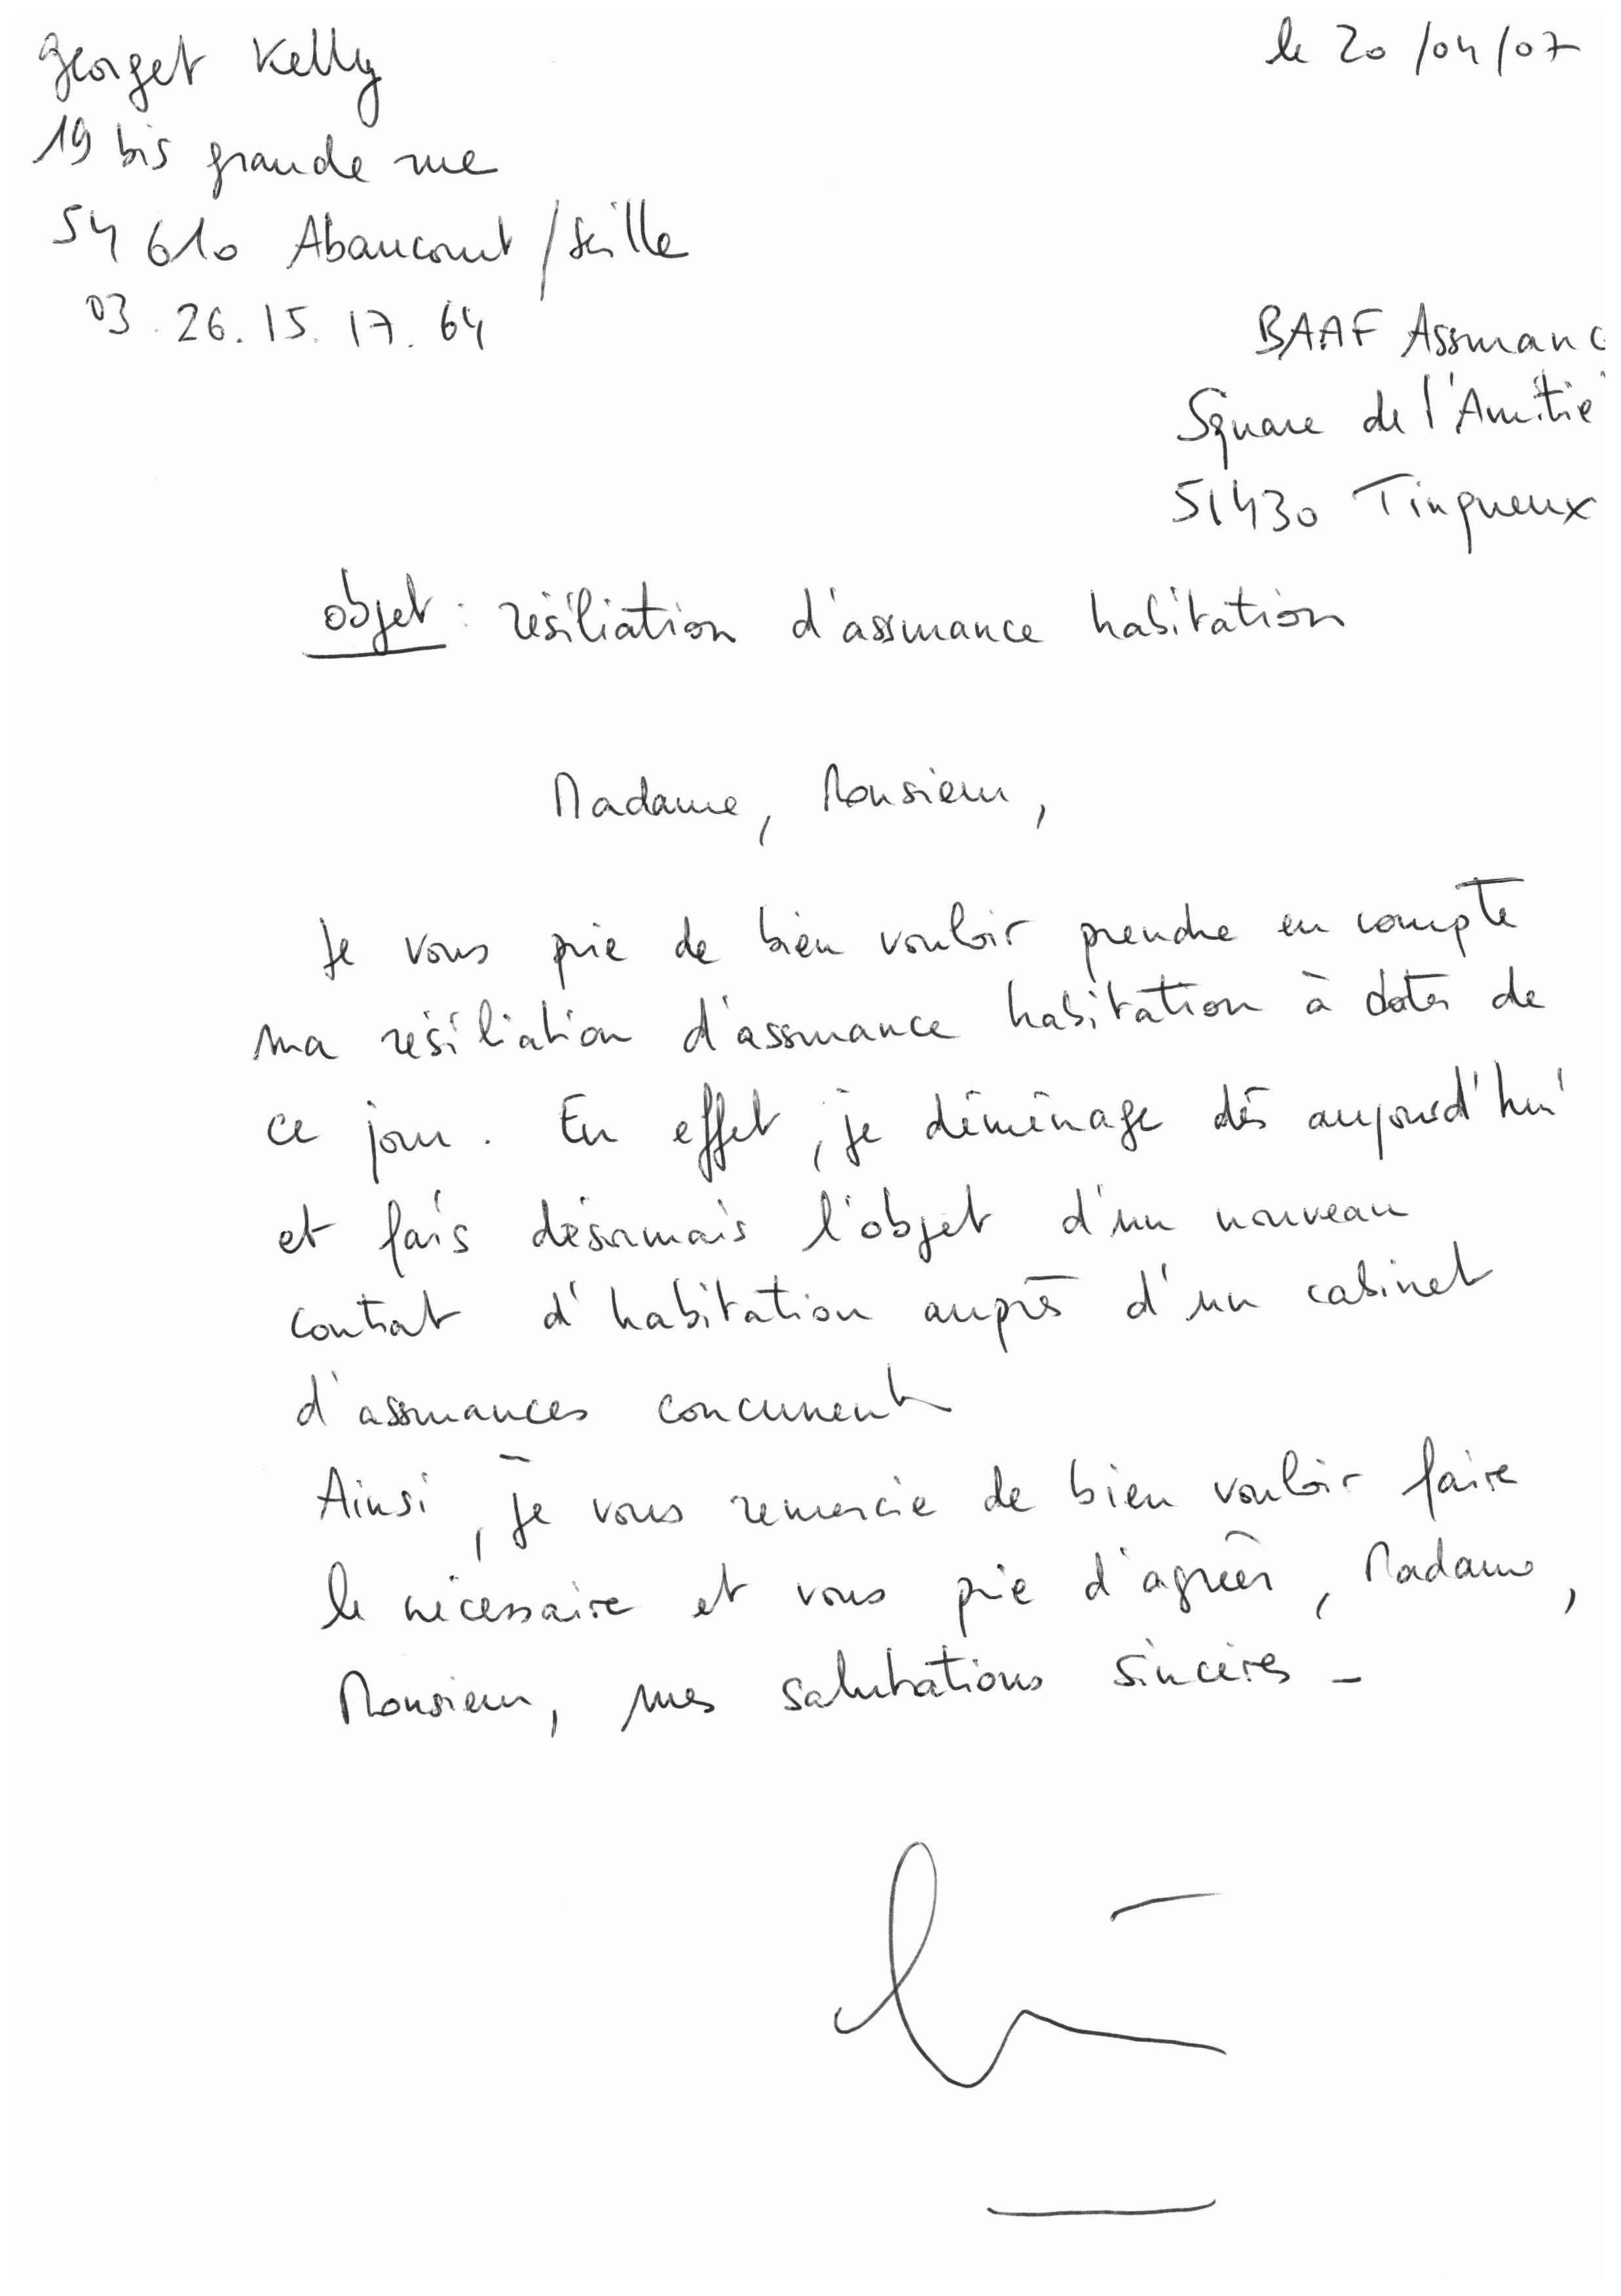 Georget Kelly
le 20/04/07
19 bis grande rue
54 610 Abaucourt/Seille
03.26.15.17.64
BAAF Assuranc
Square de l'Amitié
51430 Tinqueux
objet : résiliation d'assurance habitation
Madame, Monsieur,
Je vous prie de bien vouloir prendre en compte
ma résiliation d'assurance habitation à dater de
ce jour. En effet, je déménage dès aujourd'hui
et fais désormais l'objet d'un nouveau
contrat d'habitation auprès d'un cabinet
d'assurances concurrent
Ainsi, je vous remercie de bien vouloir faire
le nécessaire et vous prie d'agréer, Madame,
Monsieur, mes salutations sincères -